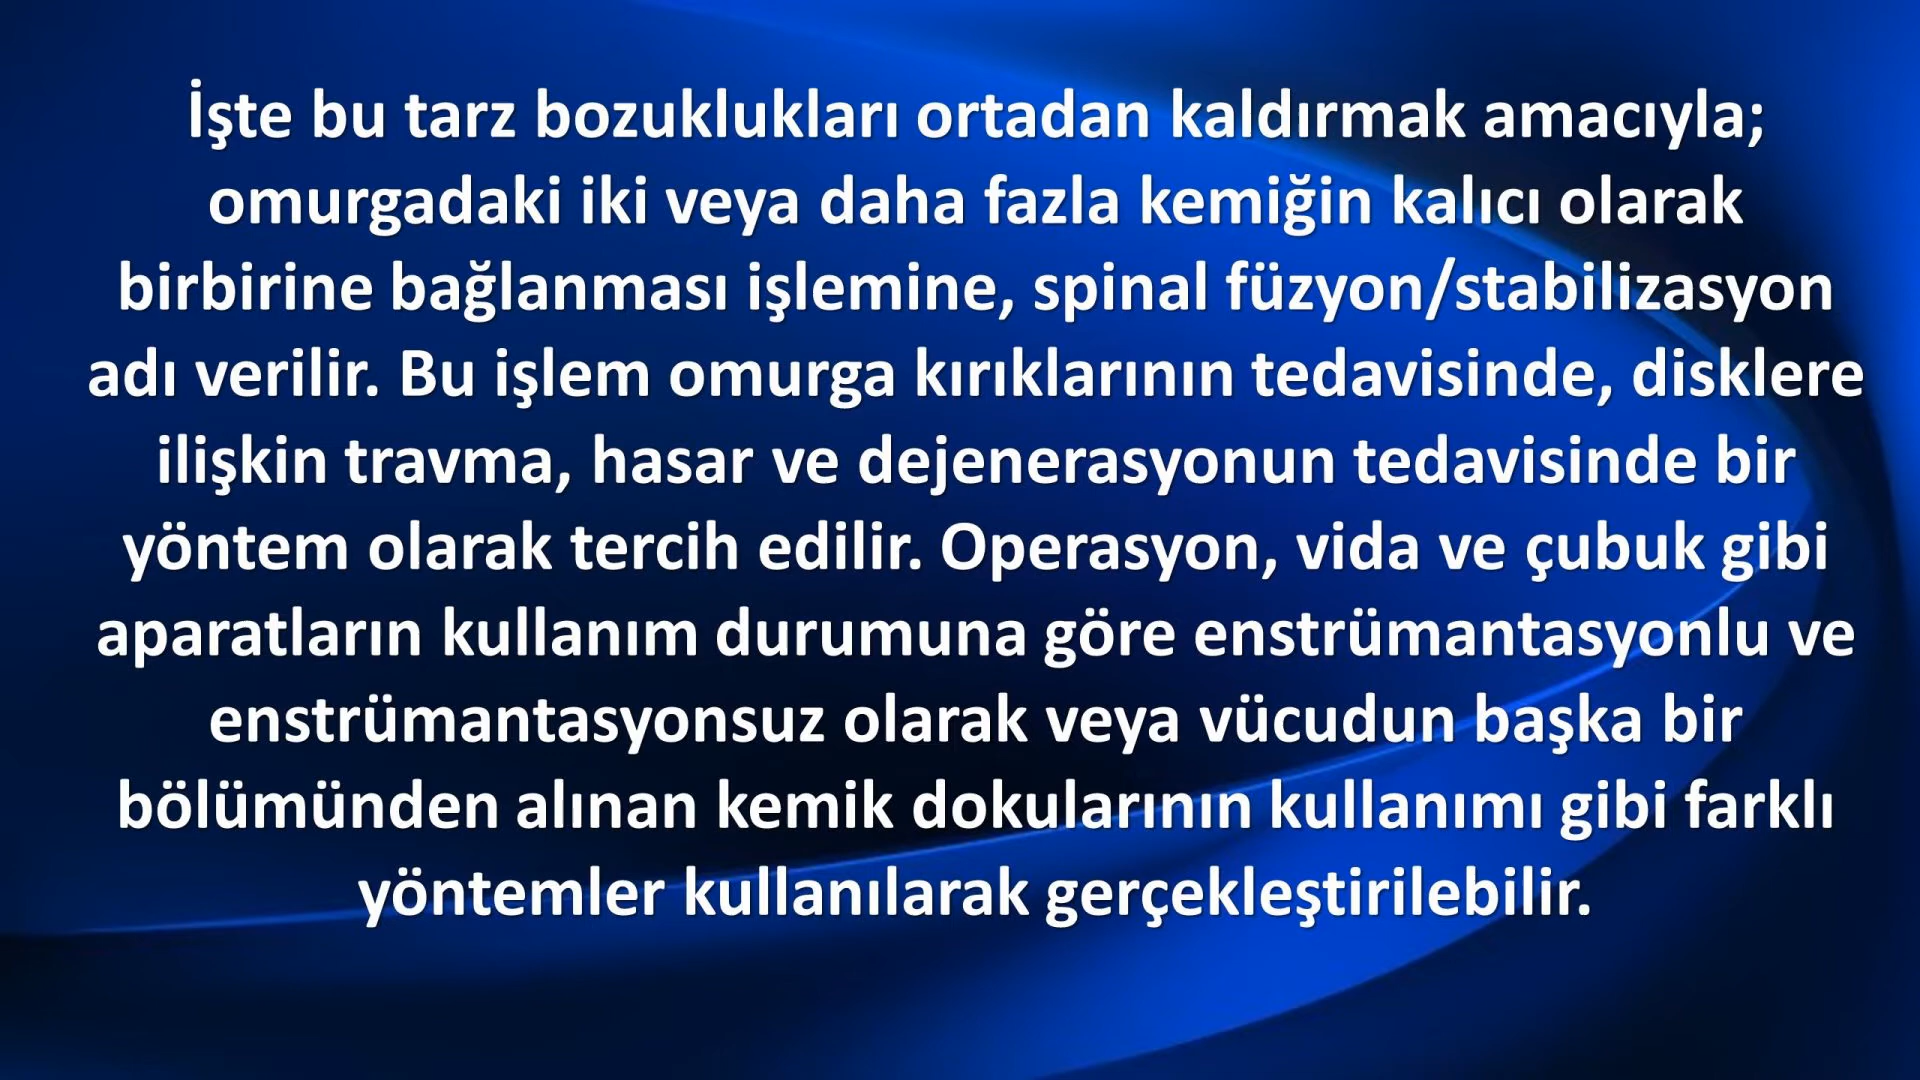 İşte bu tarz bozuklukları ortadan kaldırmak amacıyla;
omurgadaki iki veya daha fazla kemiğin kalıcı olarak
birbirine bağlanması işlemine, spinal füzyon/stabilizasyon
adı verilir. Bu işlem omurga kırıklarının tedavisinde, disklere
ilişkin travma, hasar ve dejenerasyonun tedavisinde bir
yöntem olarak tercih edilir. Operasyon, vida ve çubuk gibi
aparatların kullanım durumuna göre enstrümantasyonlu ve
enstrümantasyonsuz olarak veya vücudun başka bir
bölümünden alınan kemik dokularının kullanımı gibi farklı
yöntemler kullanılarak gerçekleştirilebilir.